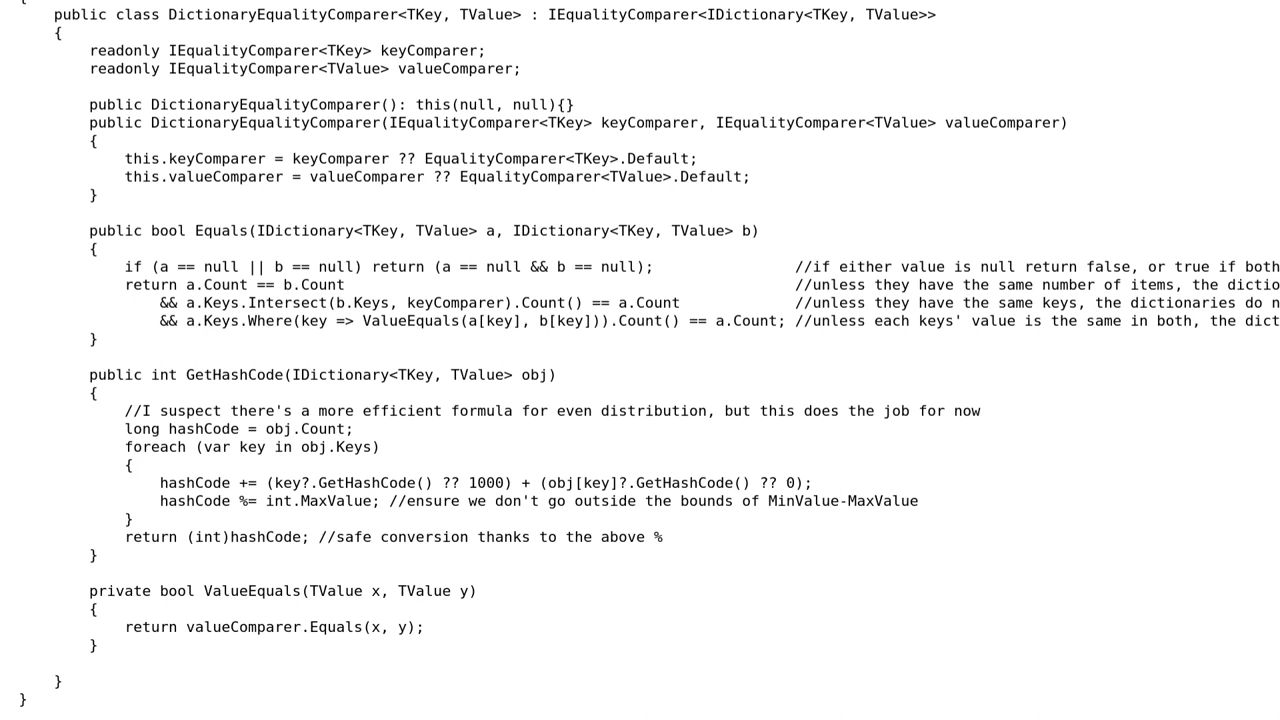 {
public class DictionaryEqualityComparer<TKey, TValue> : IEqualityComparer<IDictionary<TKey, TValue>>
{
readonly IEqualityComparer<TKey> keyComparer;
readonly IEqualityComparer<TValue> valueComparer;
public DictionaryEqualityComparer(): this(null, null){}
public DictionaryEqualityComparer(IEqualityComparer<TKey> keyComparer, IEqualityComparer<TValue> valueComparer)
{
this.keyComparer = keyComparer ?? EqualityComparer<TKey>.Default;
this.valueComparer = valueComparer ?? EqualityComparer<TValue>.Default;
}
public bool Equals(IDictionary<TKey, TValue> a, IDictionary<TKey, TValue> b)
{
if (a == null || b == null) return (a == null && b == null); //if either value is null return false, or true if both
return a.Count == b.Count //unless they have the same number of items, the dictio
&& a.Keys.Intersect(b.Keys, keyComparer).Count() == a.Count //unless they have the same keys, the dictionaries do n
&& a.Keys.Where(key => ValueEquals(a[key], b[key])).Count() == a.Count; //unless each keys' value is the same in both, the dict
}
public int GetHashCode(IDictionary<TKey, TValue> obj)
{
//I suspect there's a more efficient formula for even distribution, but this does the job for now
long hashCode = obj.Count;
foreach (var key in obj.Keys)
{
hashCode += (key?.GetHashCode() ?? 1000) + (obj[key]?.GetHashCode() ?? 0);
hashCode %= int.MaxValue; //ensure we don't go outside the bounds of MinValue-MaxValue
}
return (int)hashCode; //safe conversion thanks to the above %
}
private bool ValueEquals(TValue x, TValue y)
{
return valueComparer.Equals(x, y);
}
}
}